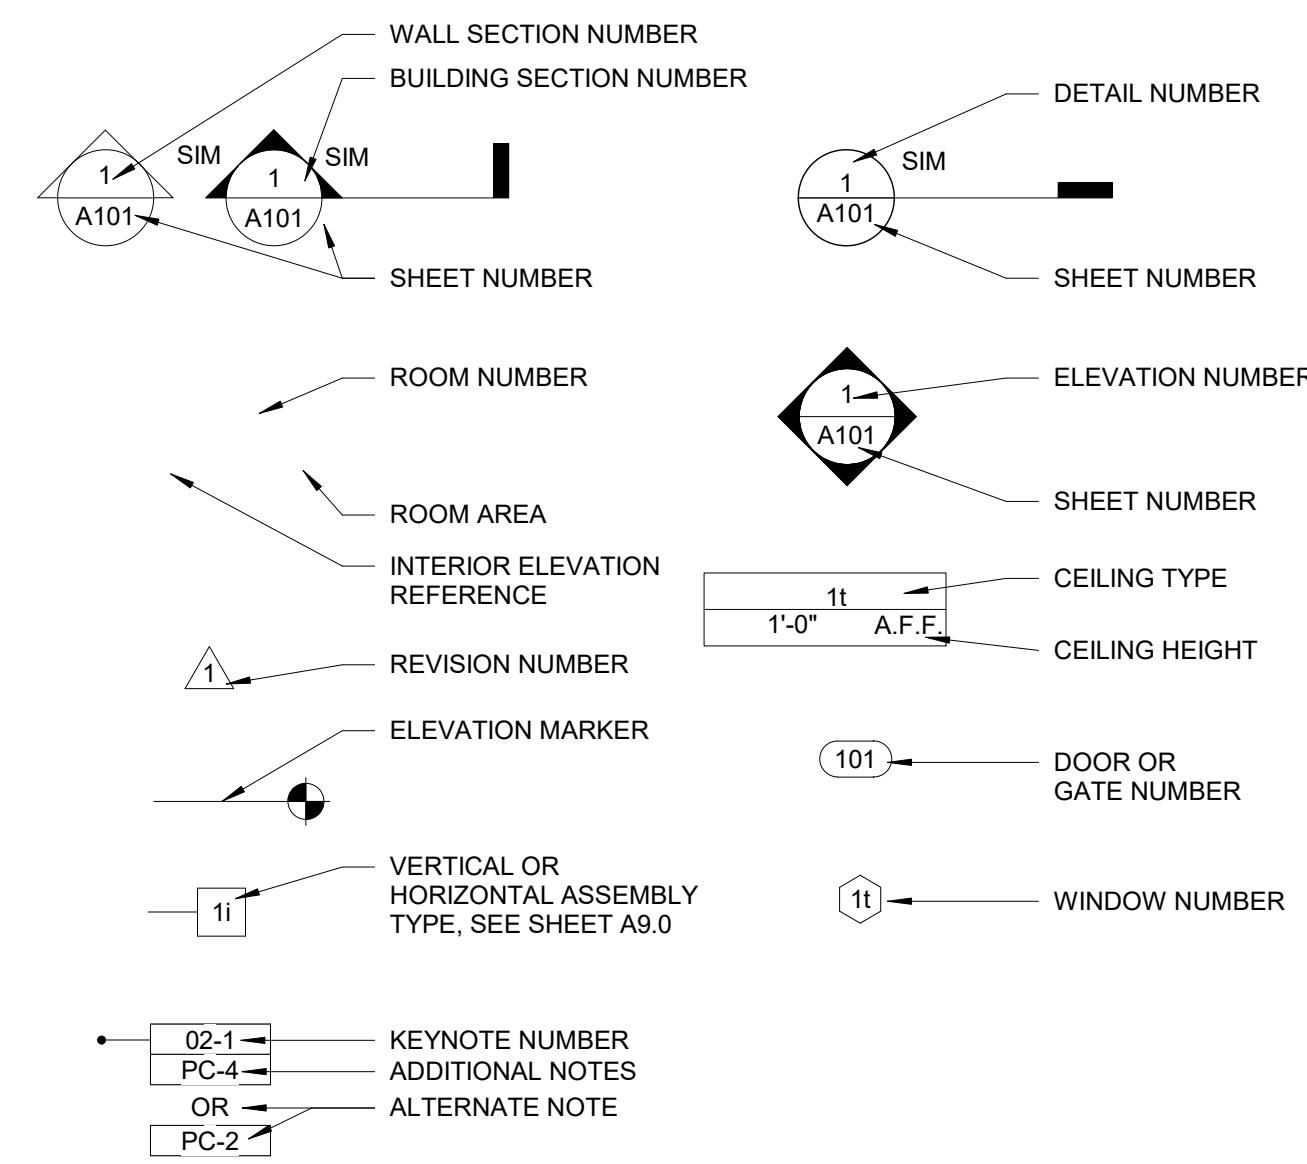 WALL SECTION NUMBER
BUILDING SECTION NUMBER
1
A101
SIM
1
A101
SIM
SHEET NUMBER
DETAIL NUMBER
1
A101
SIM
SHEET NUMBER
ROOM NUMBER
ROOM AREA
INTERIOR ELEVATION
REFERENCE
1
A101
ELEVATION NUMBER
SHEET NUMBER
1t
1'-0" A.F.F.
CEILING TYPE
CEILING HEIGHT
1
REVISION NUMBER
ELEVATION MARKER
101
DOOR OR
GATE NUMBER
1i
VERTICAL OR
HORIZONTAL ASSEMBLY
TYPE, SEE SHEET A9.0
1t
WINDOW NUMBER
02-1
KEYNOTE NUMBER
PC-4
ADDITIONAL NOTES
OR
ALTERNATE NOTE
PC-2